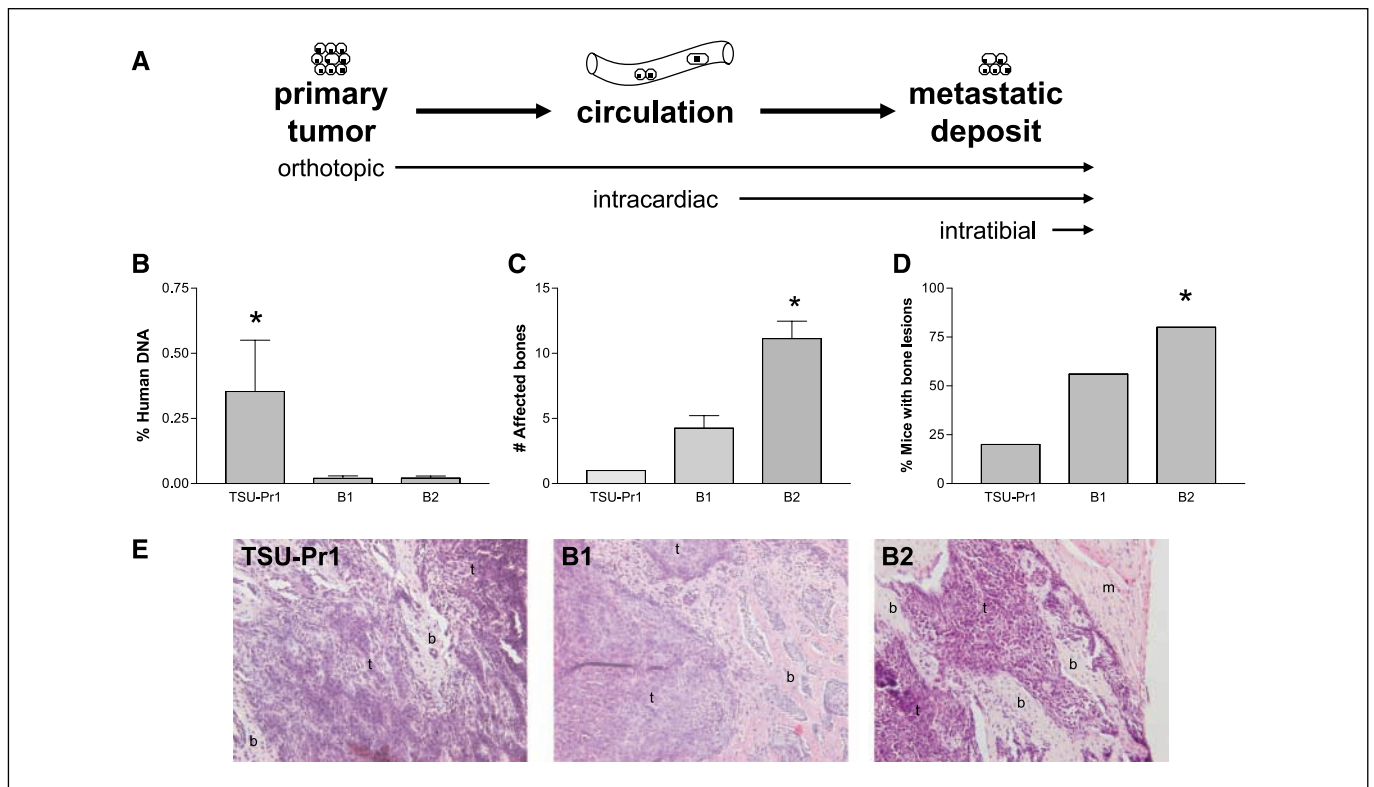 A
primary
tumor
circulation
metastatic
deposit
orthotopic
intracardiac
intratibial
B
% Human DNA
0.75
0.50
0.25
0.00
*
TSU-Pr1 B1 B2
C
# Affected bones
15
10
5
0
*
TSU-Pr1 B1 B2
D
% Mice with bone lesions
100
75
50
25
0
*
TSU-Pr1 B1 B2
E
TSU-Pr1
t
b
t
b
B1
t
b
t
B2
m
b
t
b
b
t